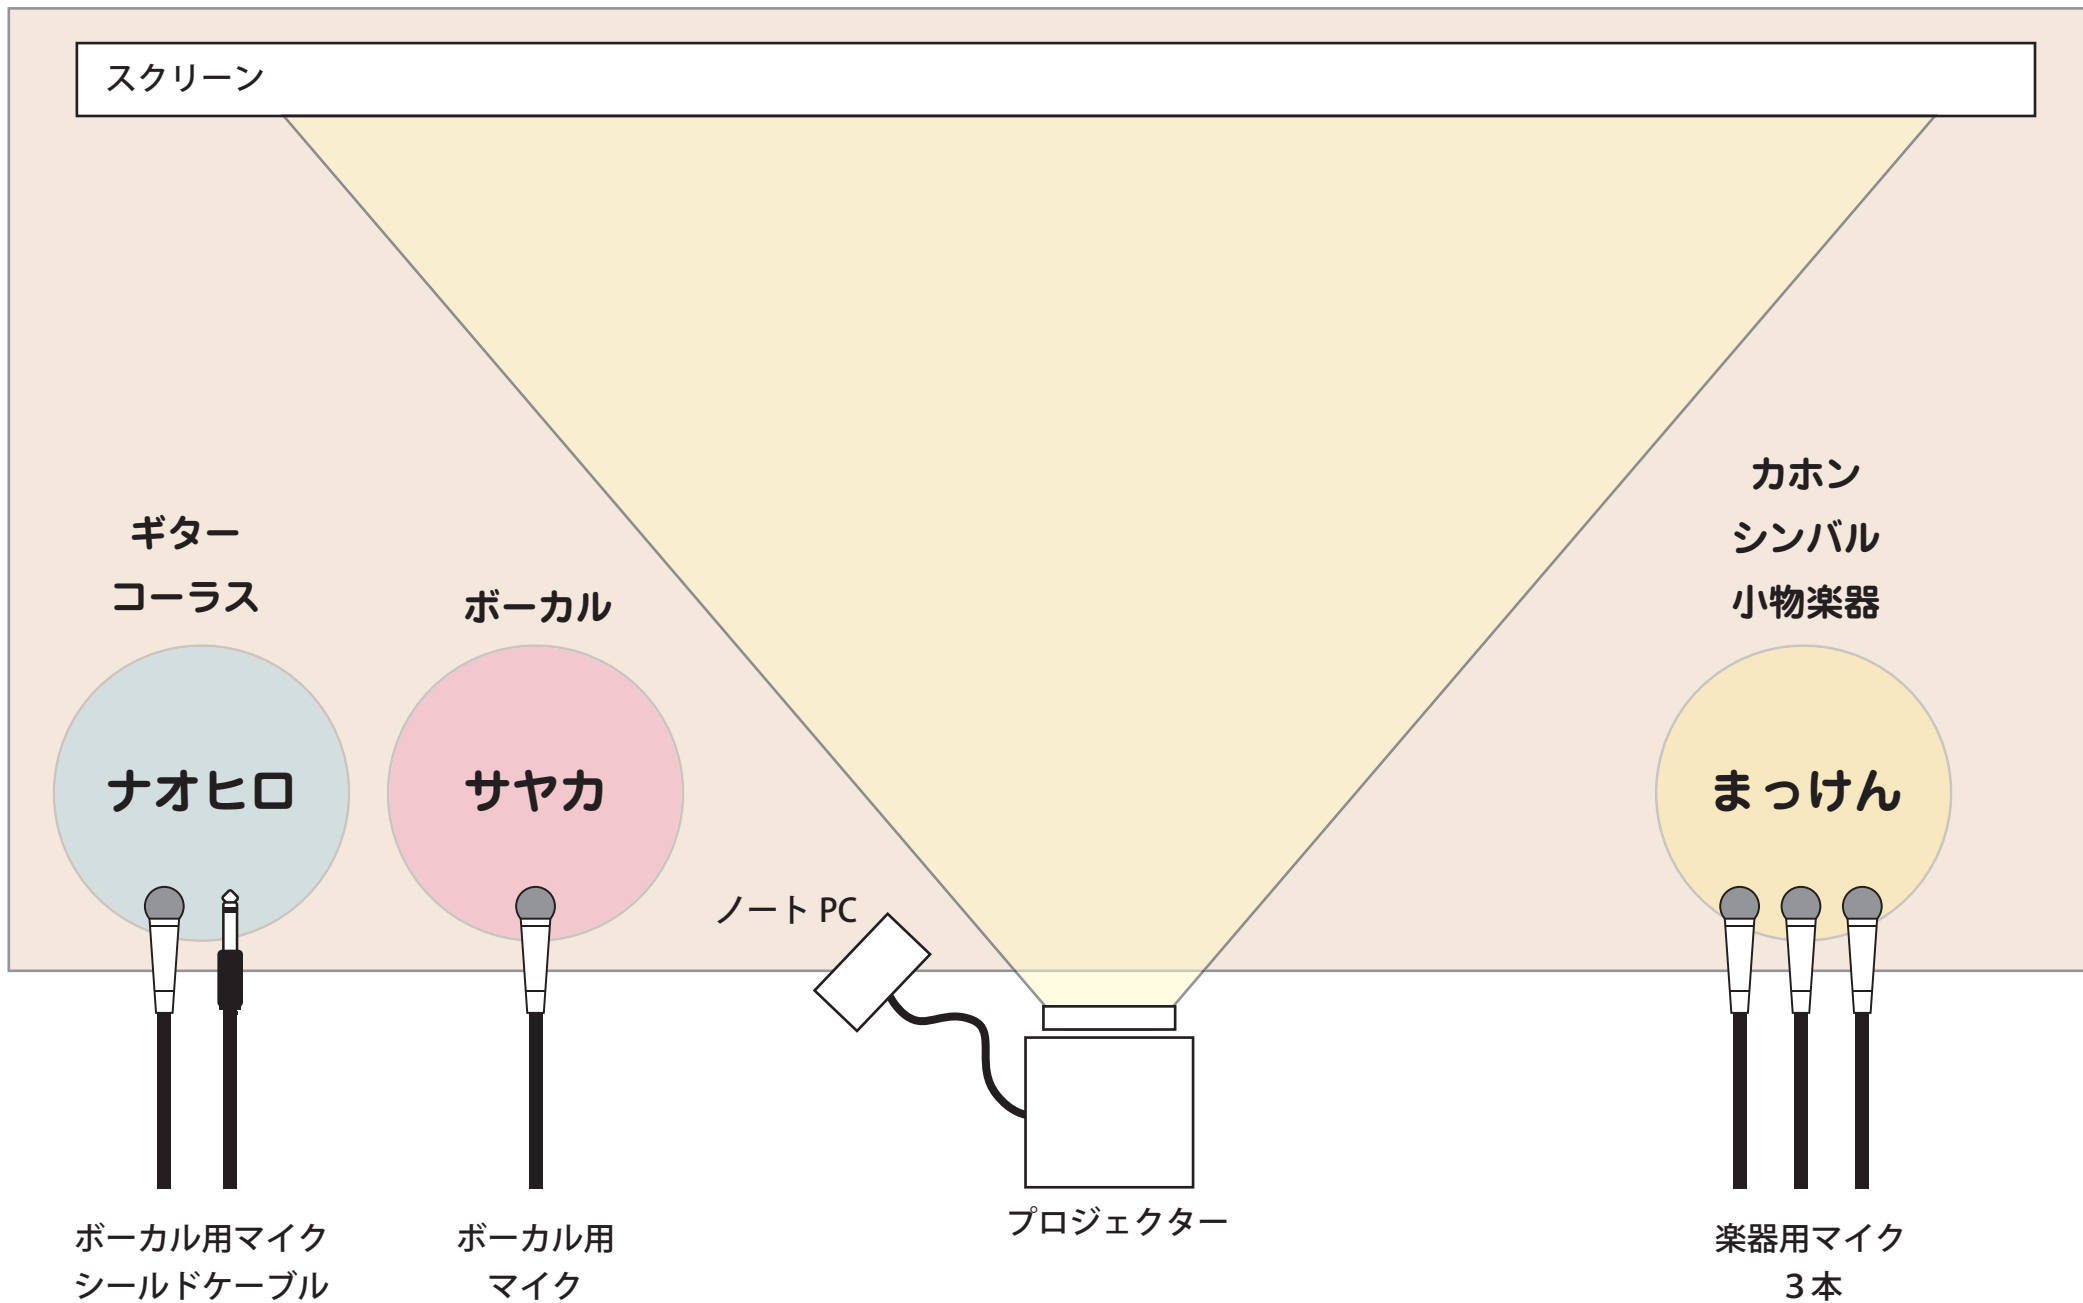 スクリーン
ギター
コーラス
ナオヒロ
ボーカル
サヤカ
カホン
シンバル
小物楽器
まっけん
ノート PC
プロジェクター
ボーカル用マイク
シールドケーブル
ボーカル用
マイク
楽器用マイク
3 本